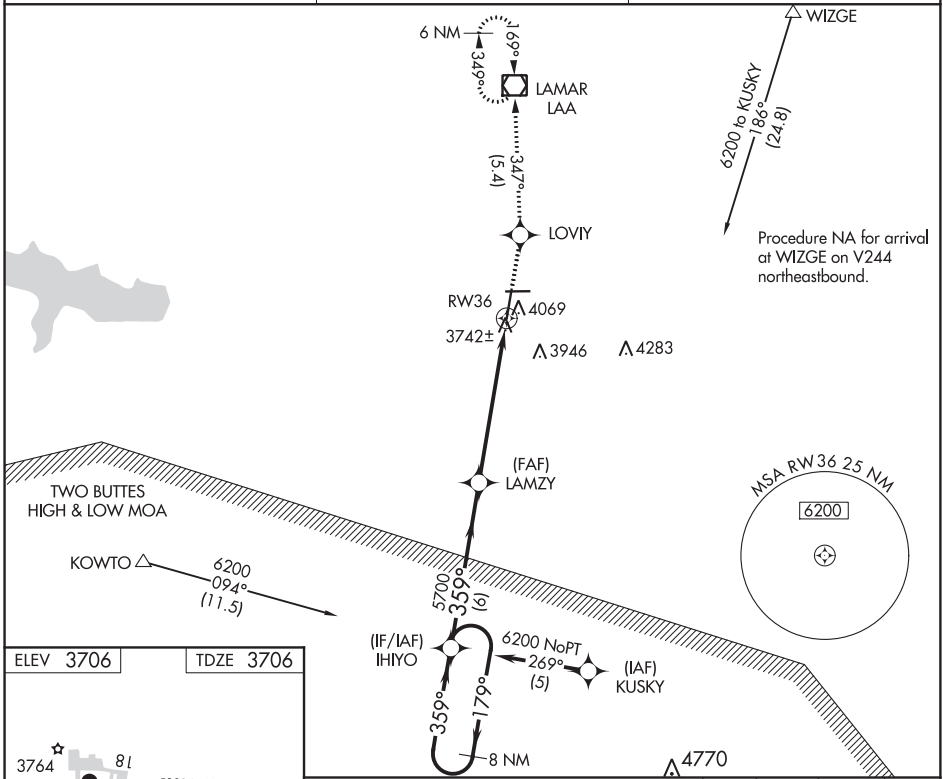 WIZGE
6 NM
169°
349°
LAMAR
LAA
6200 to KUSKY
186°
(24.8)
347°
(5.4)
LOVIY
Procedure NA for arrival
at WIZGE on V244
northeastbound.
RW36
4069
3742±
3946
4283
(FAF)
LAMZY
MSA RW36 25 NM
6200
TWO BUTTES
HIGH & LOW MOA
KOWTO
6200
094°
(11.5)
5700
359°
(6)
(IF/IAF)
IHIYO
6200 NoPT
269°
(5)
(IAF)
KUSKY
359°
179°
8 NM
4770
ELEV 3706
TDZE 3706
3764
18